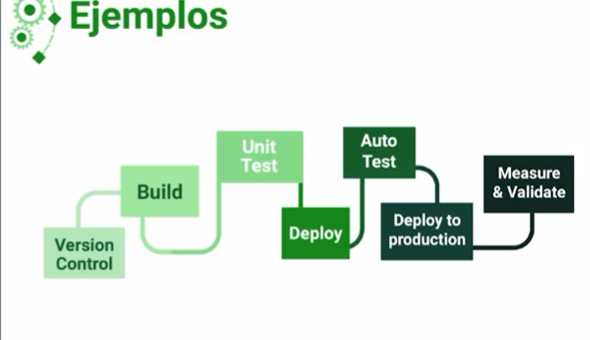 Ejemplos
Version
Control
Build
Unit
Test
Deploy
Auto
Test
Deploy to
production
Measure
& Validate